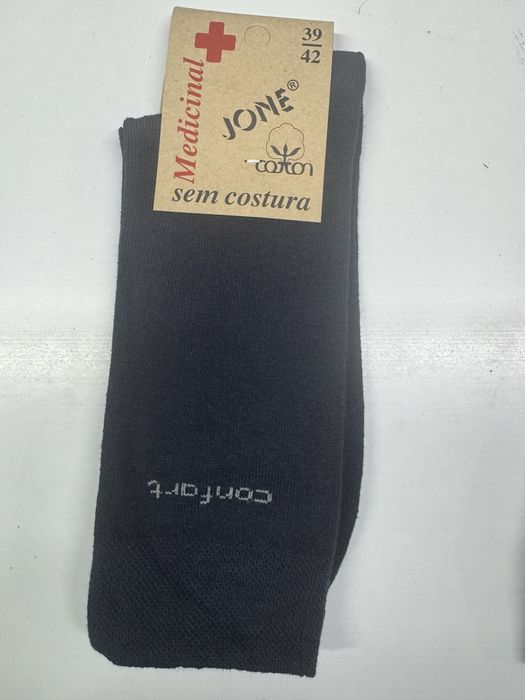 Medicinal
39
42
JONE®
cotton
sem costura
confort